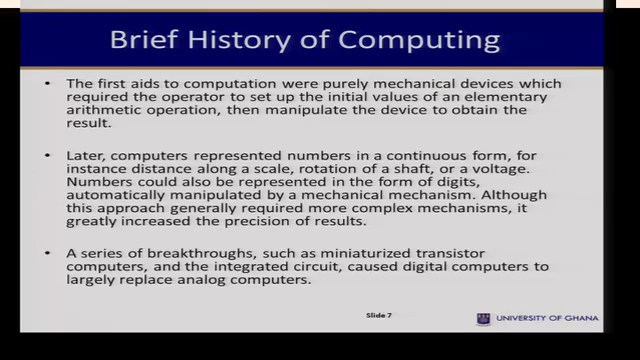 Brief History of Computing
• The first aids to computation were purely mechanical devices which
required the operator to set up the initial values of an elementary
arithmetic operation, then manipulate the device to obtain the
result.
• Later, computers represented numbers in a continuous form, for
instance distance along a scale, rotation of a shaft, or a voltage.
Numbers could also be represented in the form of digits,
automatically manipulated by a mechanical mechanism. Although
this approach generally required more complex mechanisms, it
greatly increased the precision of results.
• A series of breakthroughs, such as miniaturized transistor
computers, and the integrated circuit, caused digital computers to
largely replace analog computers.
Slide 7
UNIVERSITY OF GHANA